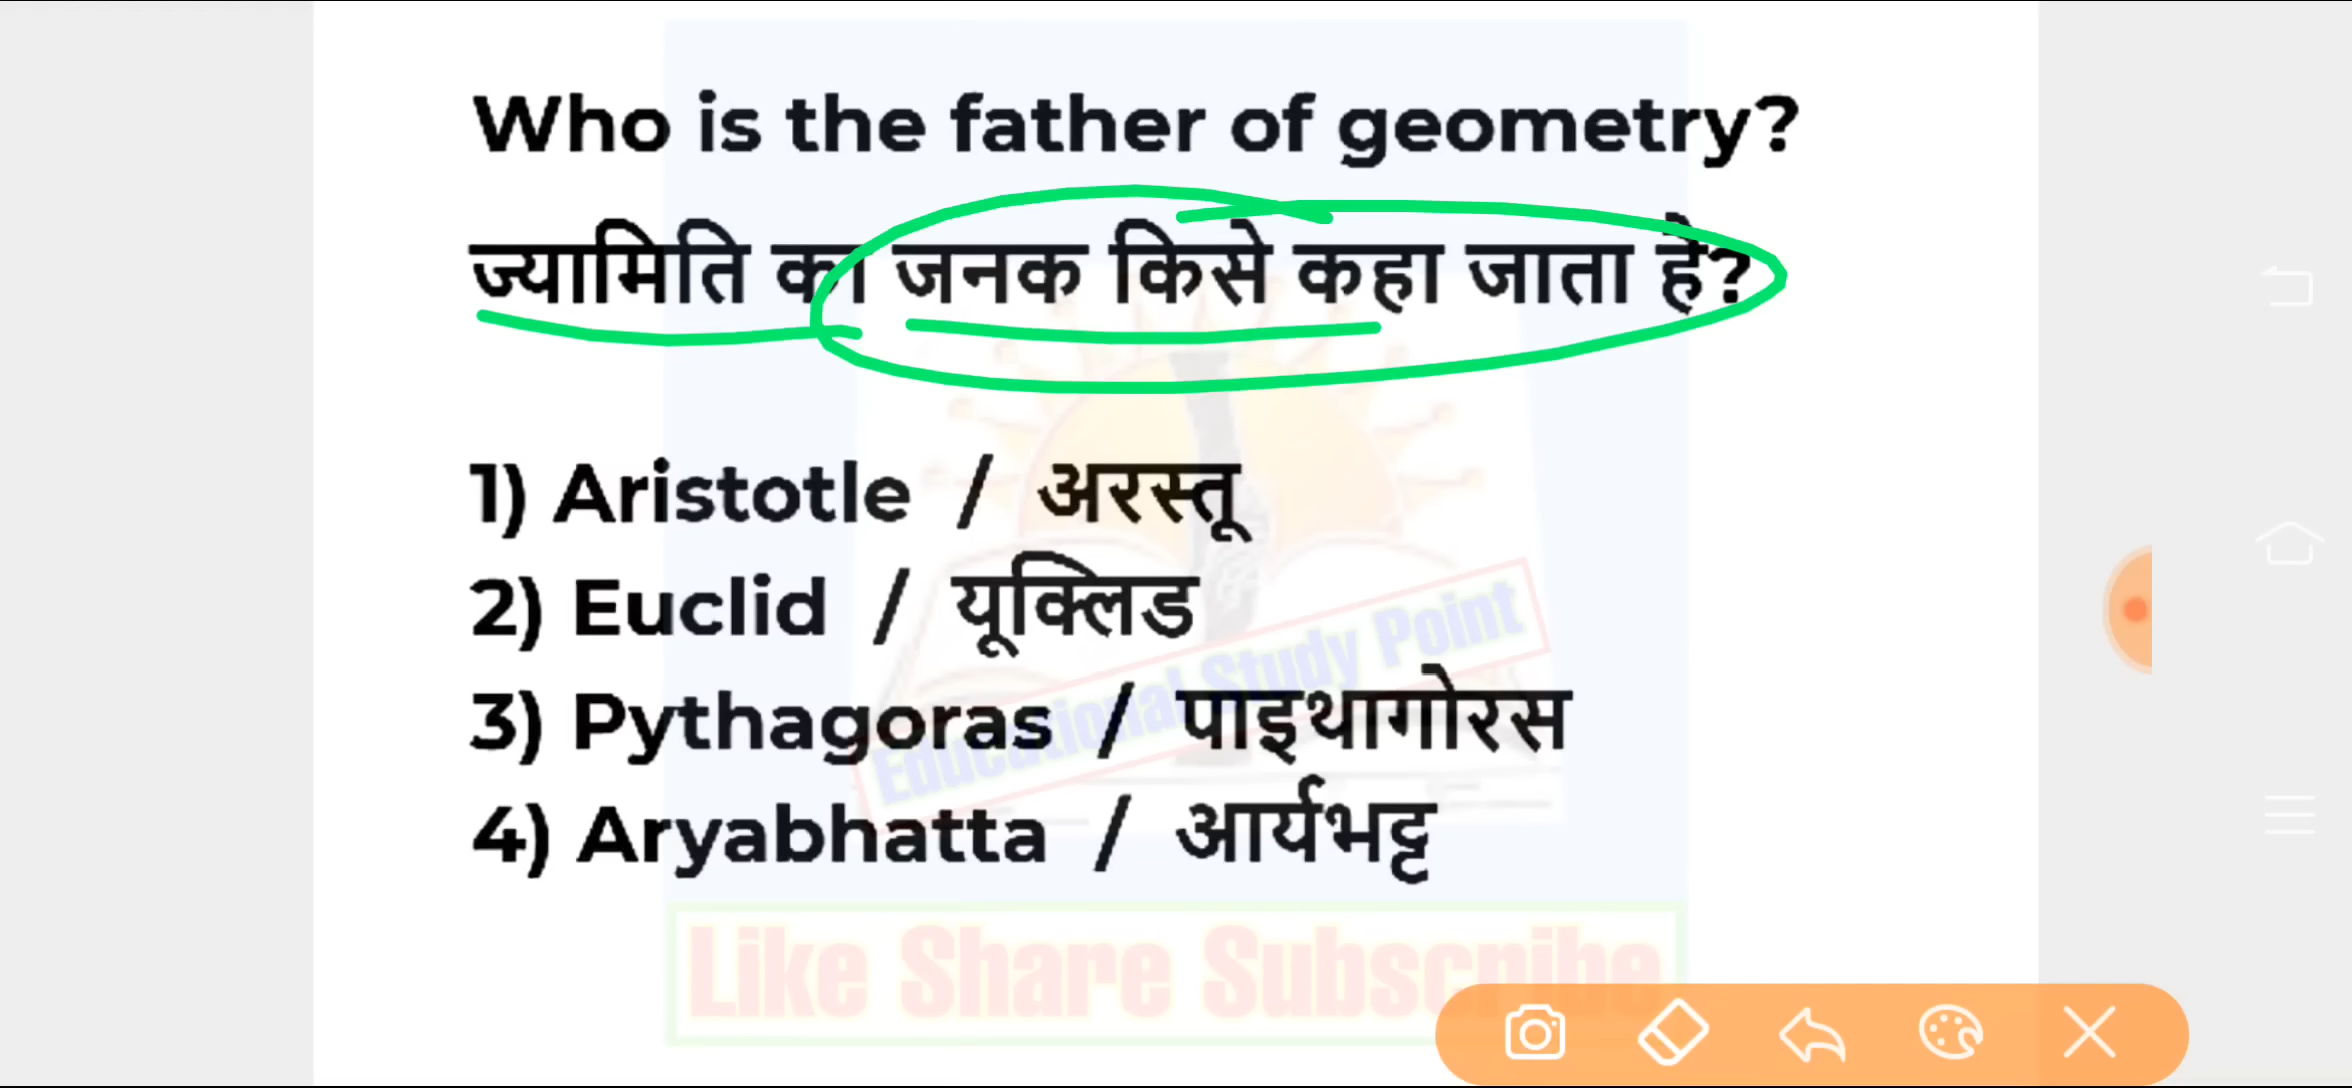 Who is the father of geometry?
ज्यामिति का जनक किसे कहा जाता है?
1) Aristotle / अरस्तू
2) Euclid / यूक्लिड
3) Pythagoras / पाइथागोरस
4) Aryabhatta / आर्यभट्ट
Educational Study Point
Like Share Subscribe